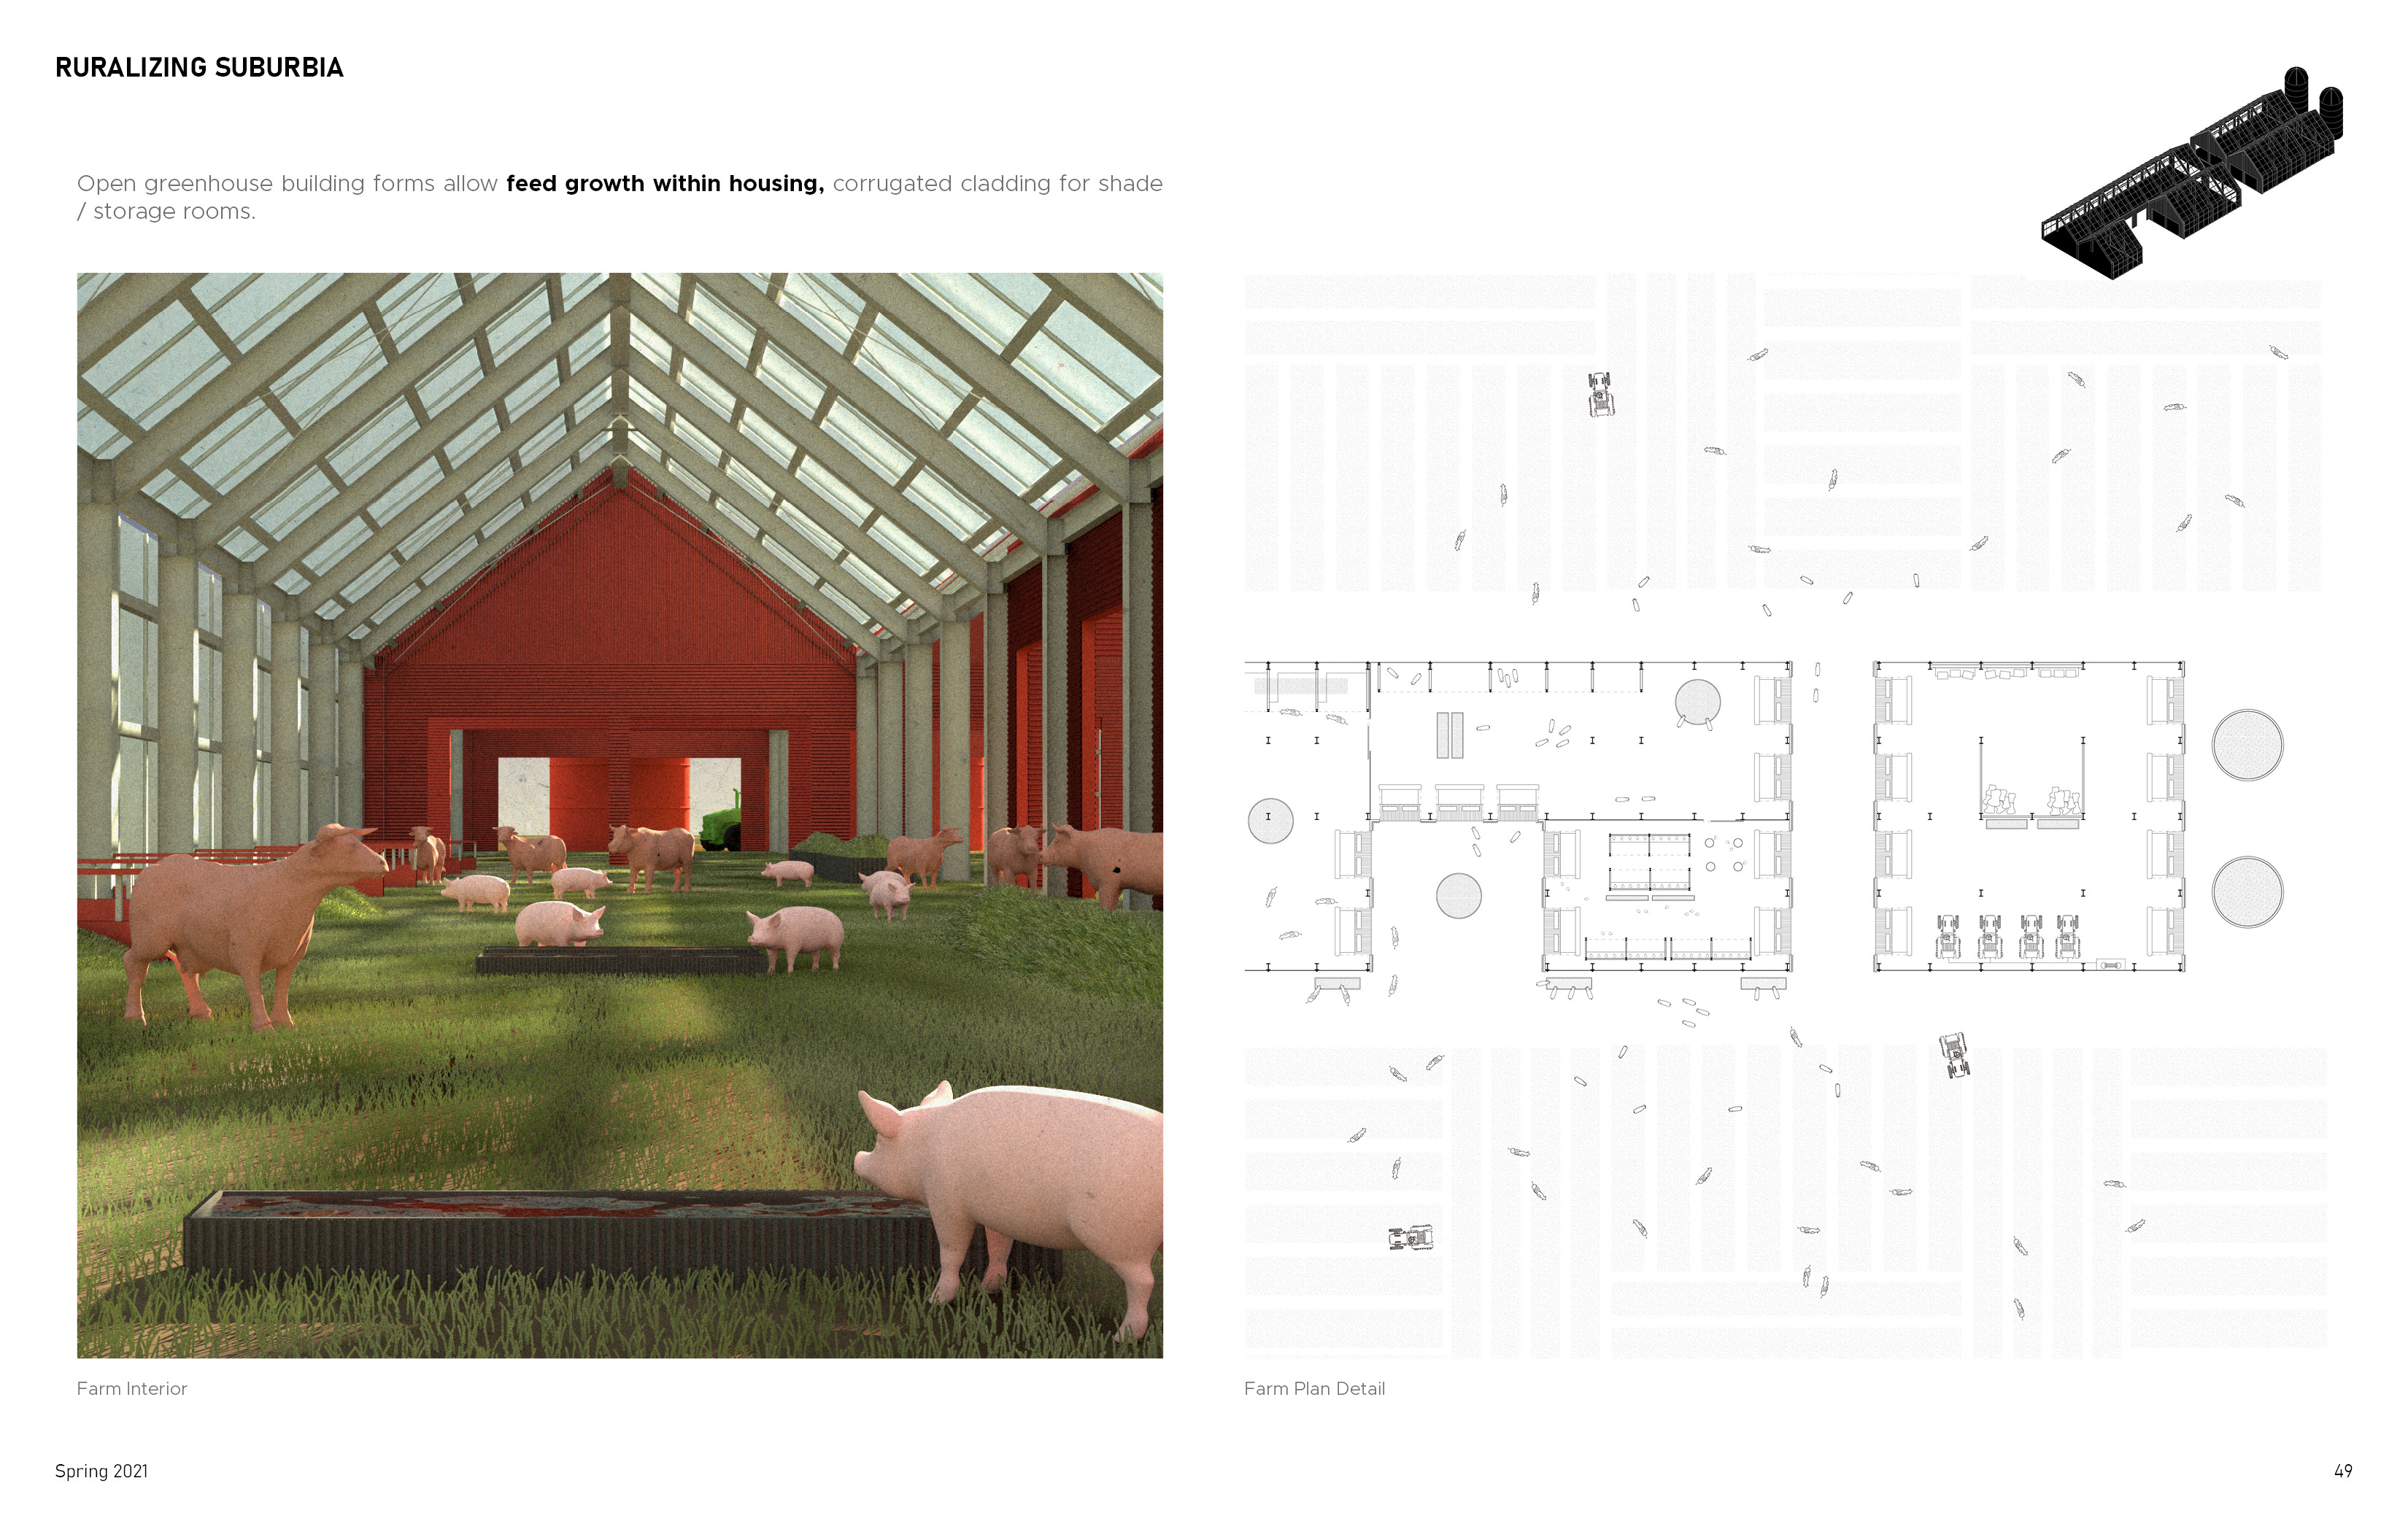 RURALIZING SUBURBIA
Open greenhouse building forms allow feed growth within housing, corrugated cladding for shade
/ storage rooms.
Farm Interior
Farm Plan Detail
Spring 2021
49